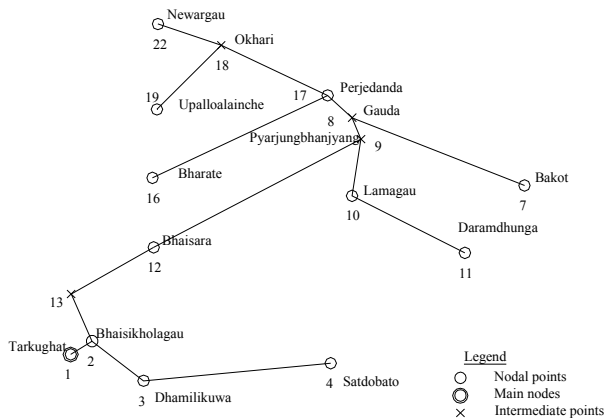 Newargau
22
Okhari
18
19
Upalloalainche
17
Perjedanda
8
Gauda
Pyarjungbhanjyang
9
Bharate
16
Bakot
7
Lamagau
10
Daramdhunga
11
Bhaisara
12
13
Tarkughat
1
Bhaisikholagau
2
3
Dhamilikuwa
4
Satdobato
Legend
Nodal points
Main nodes
Intermediate points